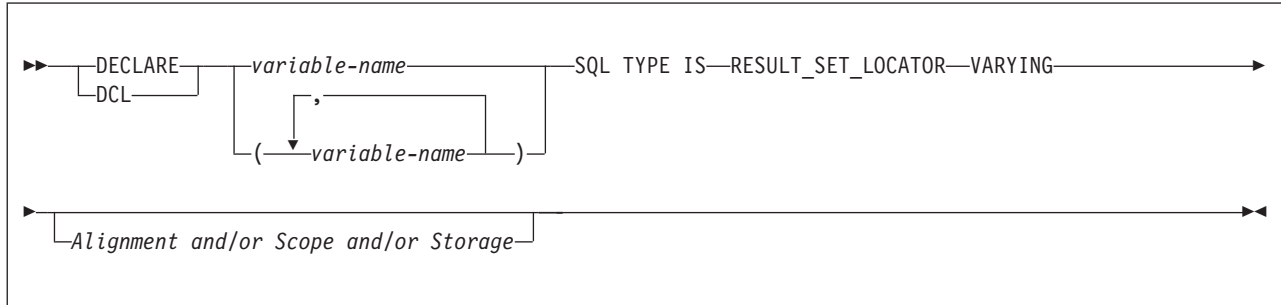 DECLARE variable-name SQL TYPE IS RESULT_SET_LOCATOR VARYING
DCL ,
( variable-name )
Alignment and/or Scope and/or Storage